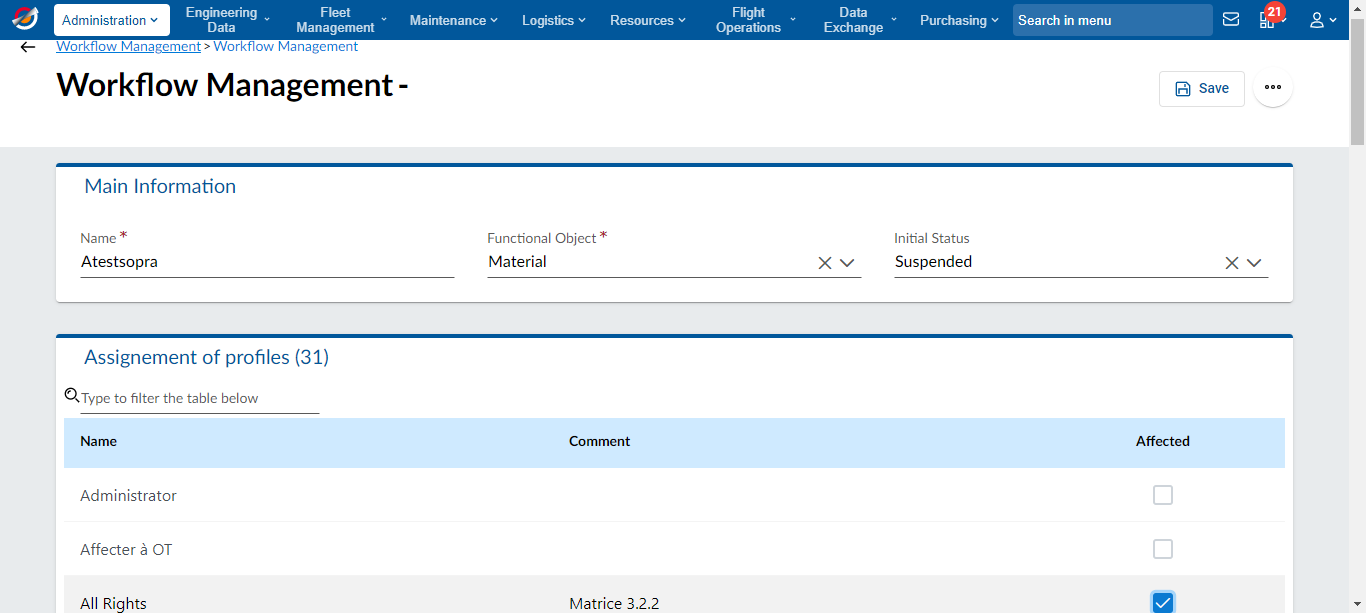 Administration
Engineering Data
Fleet Management
Maintenance
Logistics
Resources
Flight Operations
Data Exchange
Purchasing
Search in menu
21
Workflow Management > Workflow Management
Workflow Management -
Save
Main Information
Name *
Functional Object *
Initial Status
Atestsopra
Material
Suspended
Assignement of profiles (31)
Type to filter the table below
Name Comment Affected
Administrator
Affecter à OT
All Rights Matrice 3.2.2